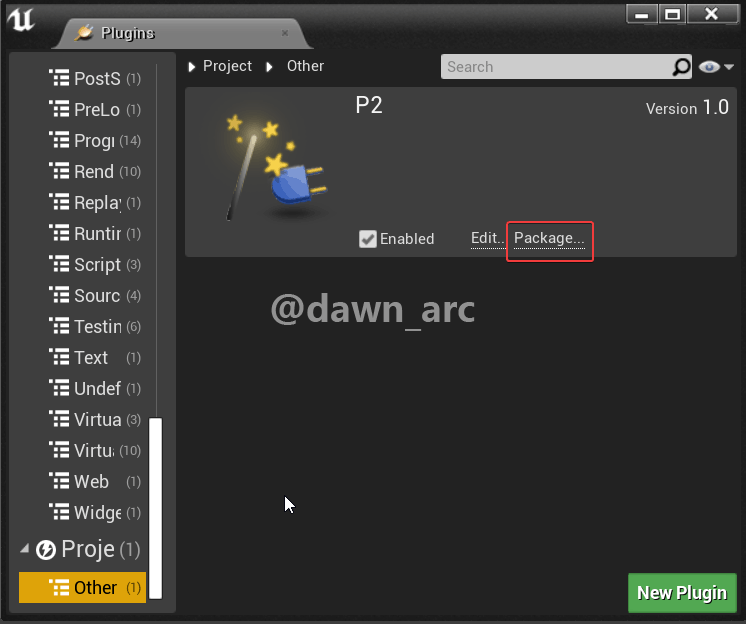 Plugins
Project
Other
Search
PostS (1)
PreLo (1)
Progr (14)
Rend (10)
Replay (1)
Runtir (1)
Script (3)
Sourc (4)
Testin (6)
Text (1)
Undef (1)
Virtua (3)
Virtua (10)
Web (1)
Widge (1)
Proje (1)
Other (1)
P2
Version 1.0
Enabled
Edit..
Package...
@dawn_arc
New Plugin